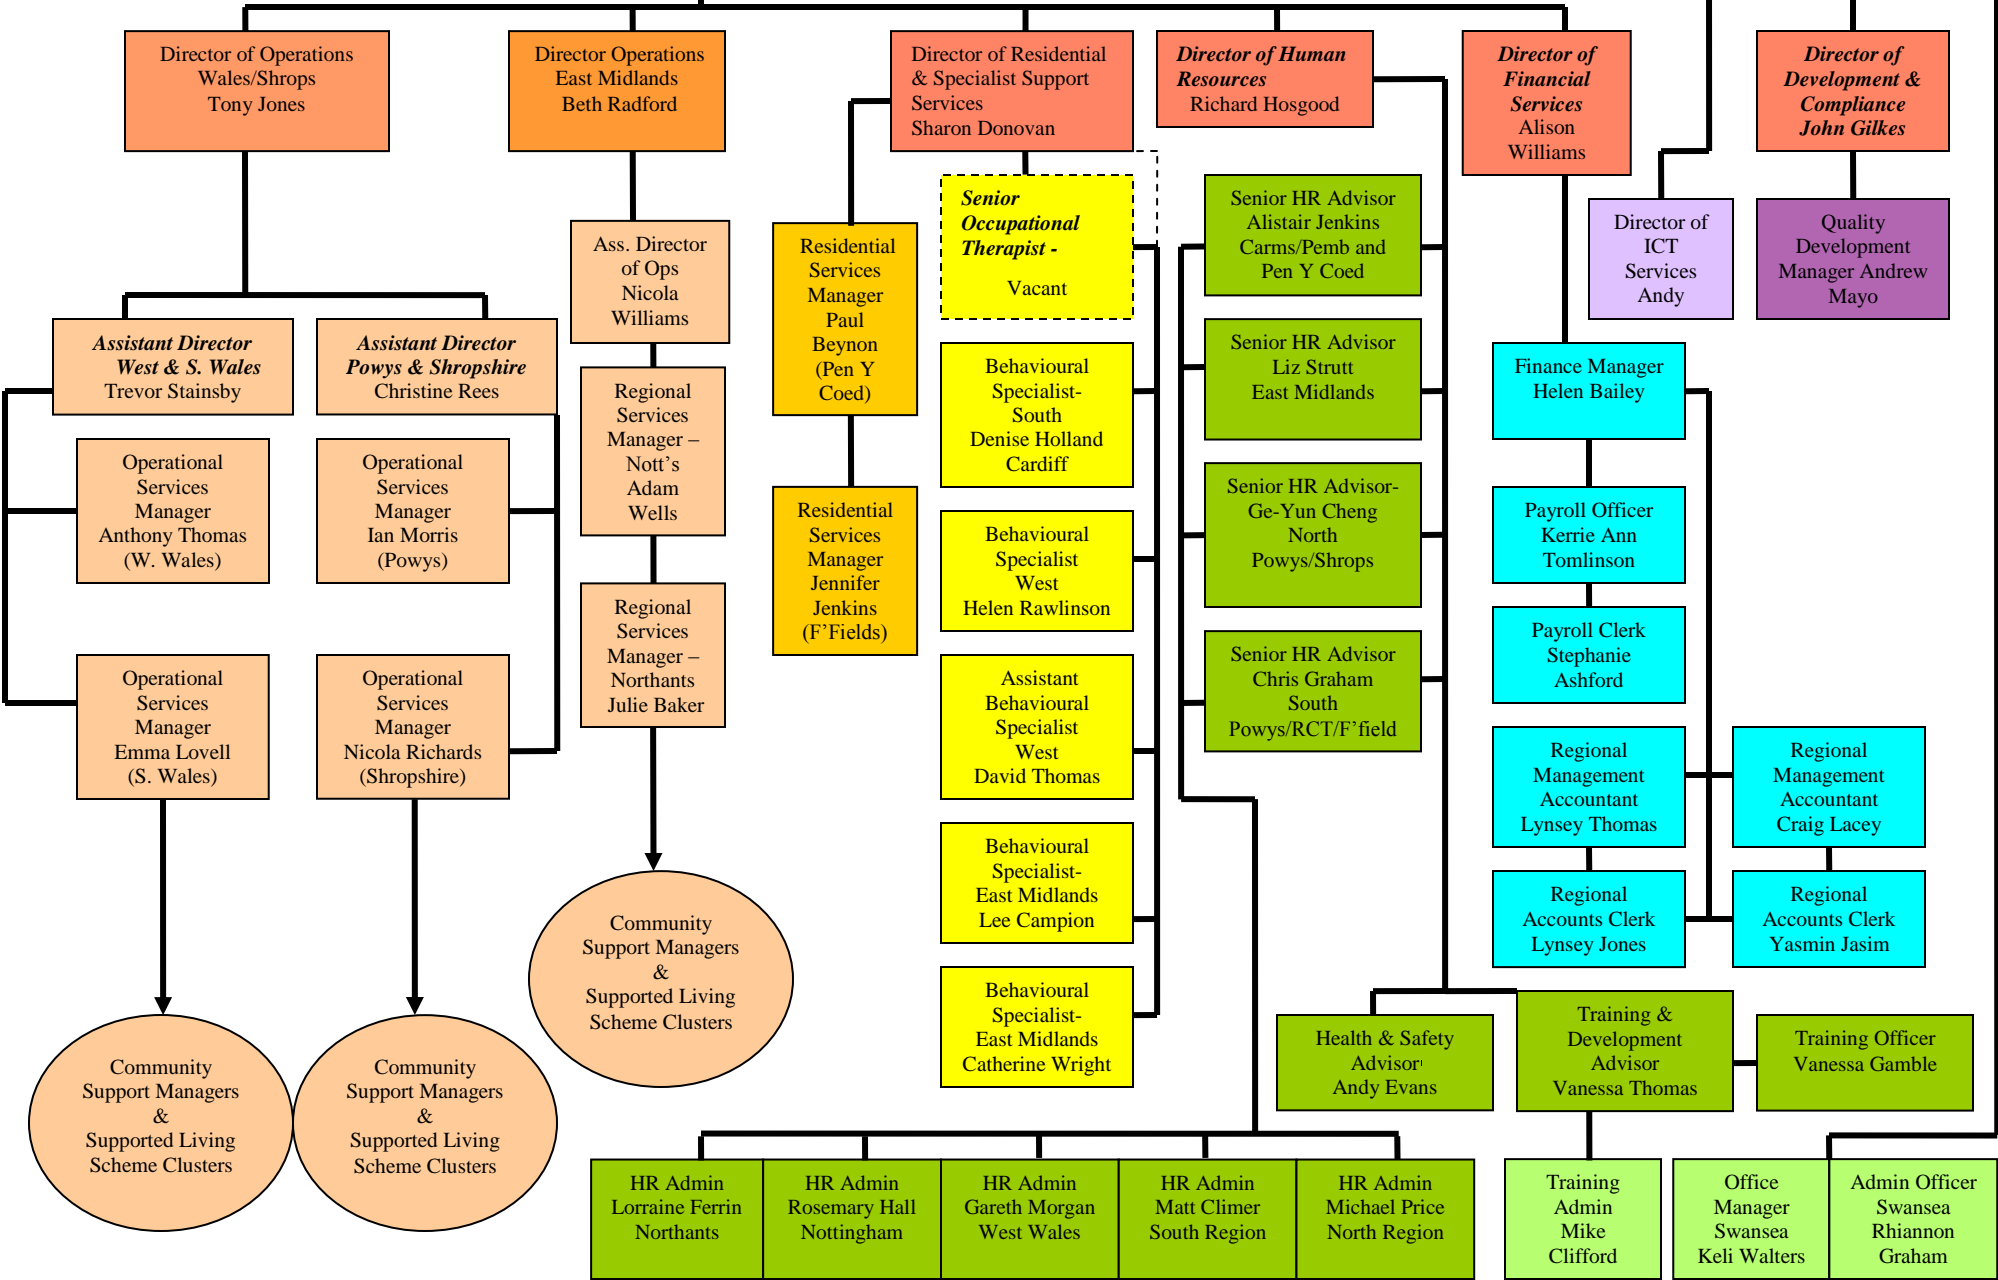 Director of Operations
Wales/Shrops
Tony Jones
Director Operations
East Midlands
Beth Radford
Director of Residential
& Specialist Support
Services
Sharon Donovan
Director of Human
Resources
Richard Hosgood
Director of
Financial
Services
Alison
Williams
Director of
Development &
Compliance
John Gilkes
Assistant Director
West & S. Wales
Trevor Stainsby
Assistant Director
Powys & Shropshire
Christine Rees
Operational
Services
Manager
Anthony Thomas
(W. Wales)
Operational
Services
Manager
Ian Morris
(Powys)
Operational
Services
Manager
Emma Lovell
(S. Wales)
Operational
Services
Manager
Nicola Richards
(Shropshire)
Community
Support Managers
&
Supported Living
Scheme Clusters
Community
Support Managers
&
Supported Living
Scheme Clusters
Ass. Director
of Ops
Nicola
Williams
Regional
Services
Manager –
Nott’s
Adam
Wells
Regional
Services
Manager –
Northants
Julie Baker
Community
Support Managers
&
Supported Living
Scheme Clusters
Residential
Services
Manager
Paul
Beynon
(Pen Y
Coed)
Residential
Services
Manager
Jennifer
Jenkins
(F’Fields)
Senior
Occupational
Therapist -
Vacant
Behavioural
Specialist-
South
Denise Holland
Cardiff
Behavioural
Specialist
West
Helen Rawlinson
Assistant
Behavioural
Specialist
West
David Thomas
Behavioural
Specialist-
East Midlands
Lee Campion
Behavioural
Specialist-
East Midlands
Catherine Wright
Senior HR Advisor
Alistair Jenkins
Carms/Pemb and
Pen Y Coed
Senior HR Advisor
Liz Strutt
East Midlands
Senior HR Advisor-
Ge-Yun Cheng
North
Powys/Shrops
Senior HR Advisor
Chris Graham
South
Powys/RCT/F’field
Director of
ICT
Services
Andy
Quality
Development
Manager Andrew
Mayo
Finance Manager
Helen Bailey
Payroll Officer
Kerrie Ann
Tomlinson
Payroll Clerk
Stephanie
Ashford
Regional
Management
Accountant
Lynsey Thomas
Regional
Management
Accountant
Craig Lacey
Regional
Accounts Clerk
Lynsey Jones
Regional
Accounts Clerk
Yasmin Jasim
Health & Safety
Advisor
Andy Evans
Training &
Development
Advisor
Vanessa Thomas
Training Officer
Vanessa Gamble
HR Admin
Lorraine Ferrin
Northants
HR Admin
Rosemary Hall
Nottingham
HR Admin
Gareth Morgan
West Wales
HR Admin
Matt Climer
South Region
HR Admin
Michael Price
North Region
Training
Admin
Mike
Clifford
Office
Manager
Swansea
Keli Walters
Admin Officer
Swansea
Rhiannon
Graham